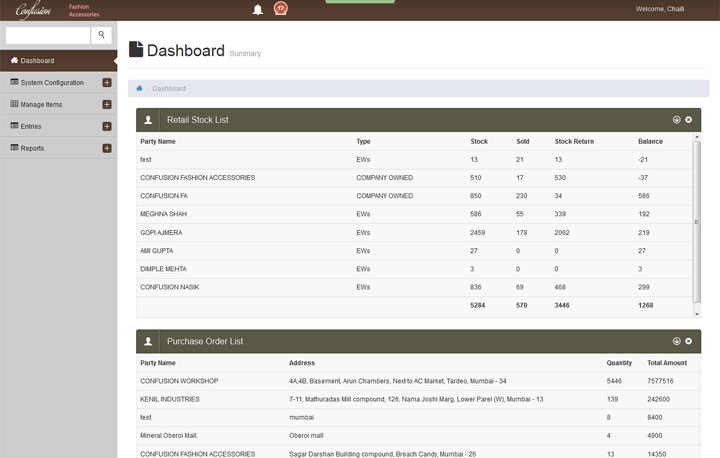 Confusion
Fashion
Accessories
Welcome, Chaiti
Dashboard Summary
Dashboard
System Configuration
Manage Items
Entries
Reports
Dashboard
Retail Stock List
Party Name Type Stock Sold Stock Return Balance
test EWs 13 21 13 -21
CONFUSION FASHION ACCESSORIES COMPANY OWNED 510 17 530 -37
CONFUSION FA COMPANY OWNED 850 230 34 586
MEGHNA SHAH EWs 586 55 339 192
GOPI AJMERA EWs 2459 178 2062 219
AMI GUPTA EWs 27 0 0 27
DIMPLE MEHTA EWs 3 0 0 3
CONFUSION NASIK EWs 836 69 468 299
5284 570 3446 1268
Purchase Order List
Party Name Address Quantity Total Amount
CONFUSION WORKSHOP 4A,4B, Basement, Arun Chambers, Next to AC Market, Tardeo, Mumbai - 34 5446 7577516
KENIL INDUSTRIES 7-11, Mathuradas Mill compound, 126, Nama Joshi Marg, Lower Parel (W), Mumbai - 13 139 242600
test mumbai 8 8400
Mineral Oberoi Mall. Oberoi mall 4 4900
CONFUSION FASHION ACCESSORIES Sagar Darshan Building compound, Breach Candy, Mumbai - 26 13 14350